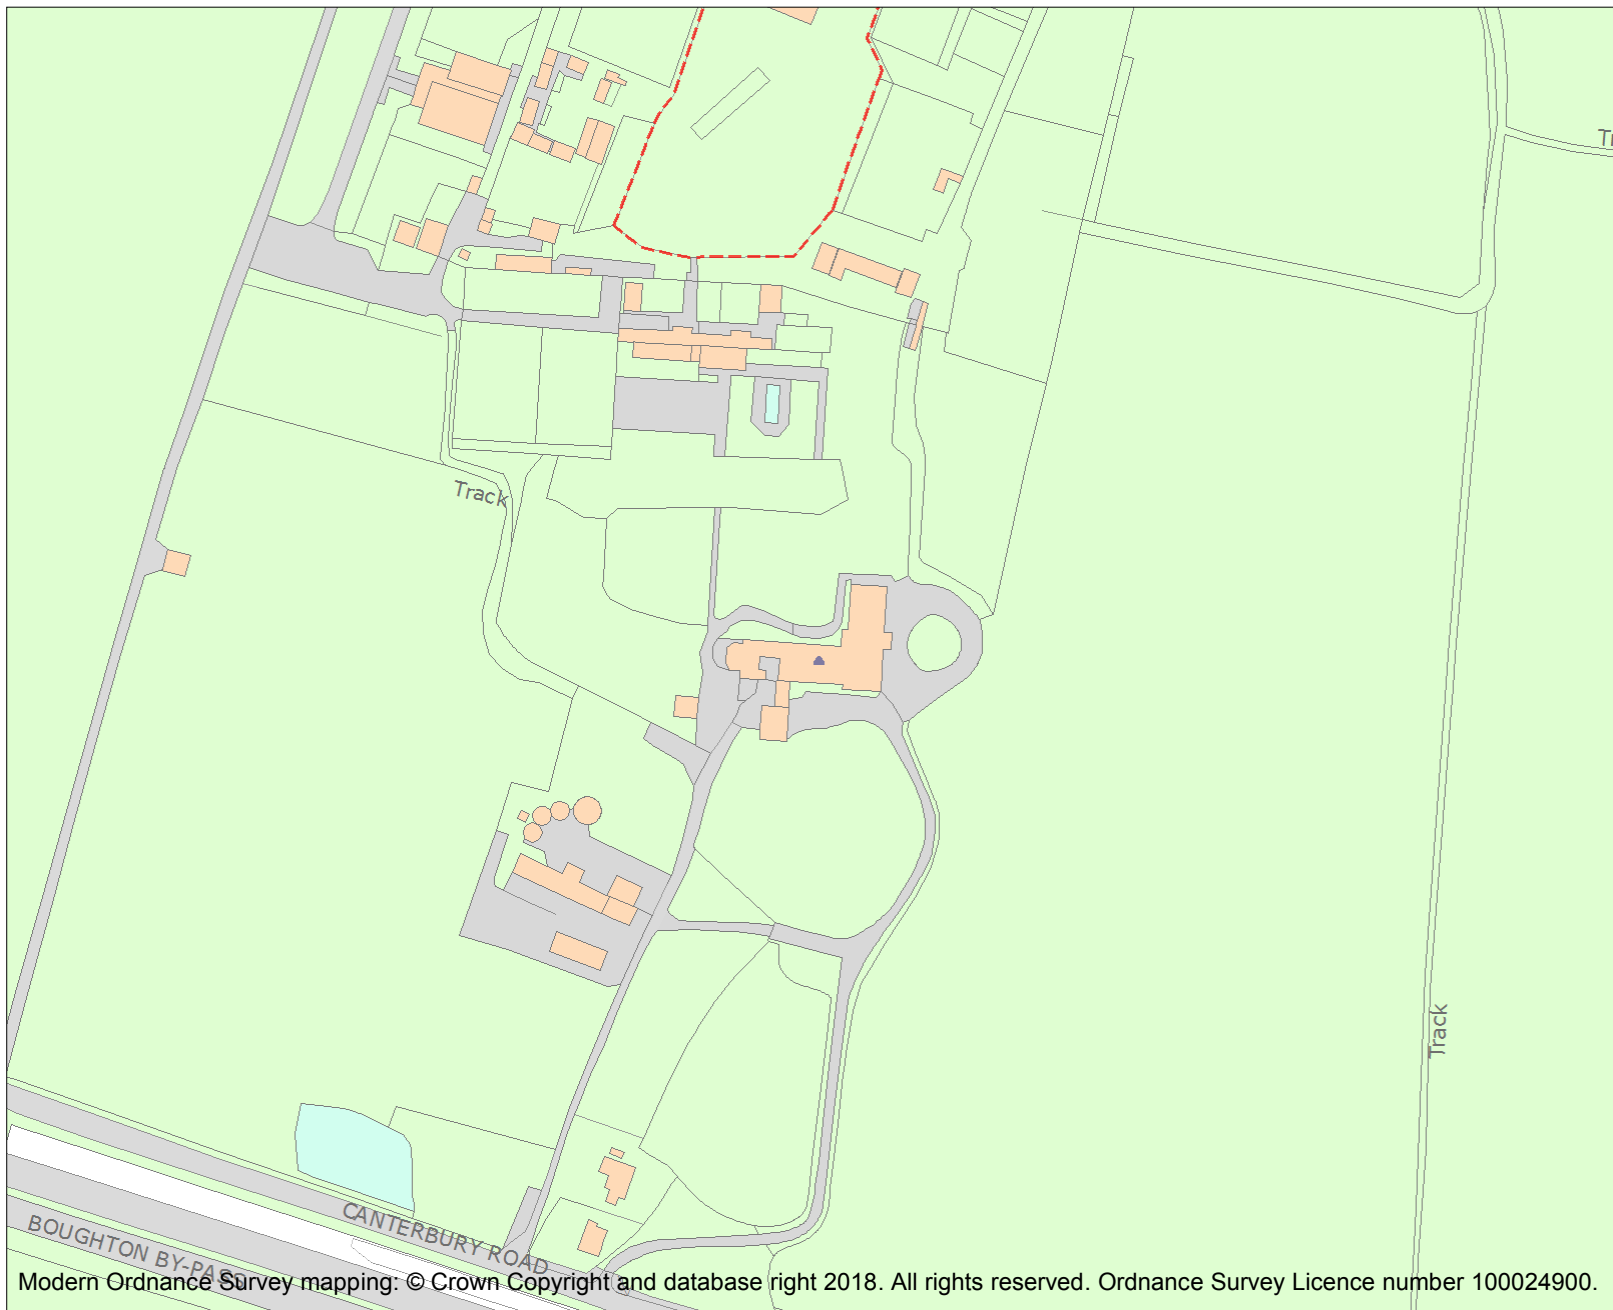 Tr
Track
Track
CANTERBURY ROAD
BOUGHTON BY-PASS
Modern Ordnance Survey mapping: © Crown Copyright and database right 2018. All rights reserved. Ordnance Survey Licence number 100024900.